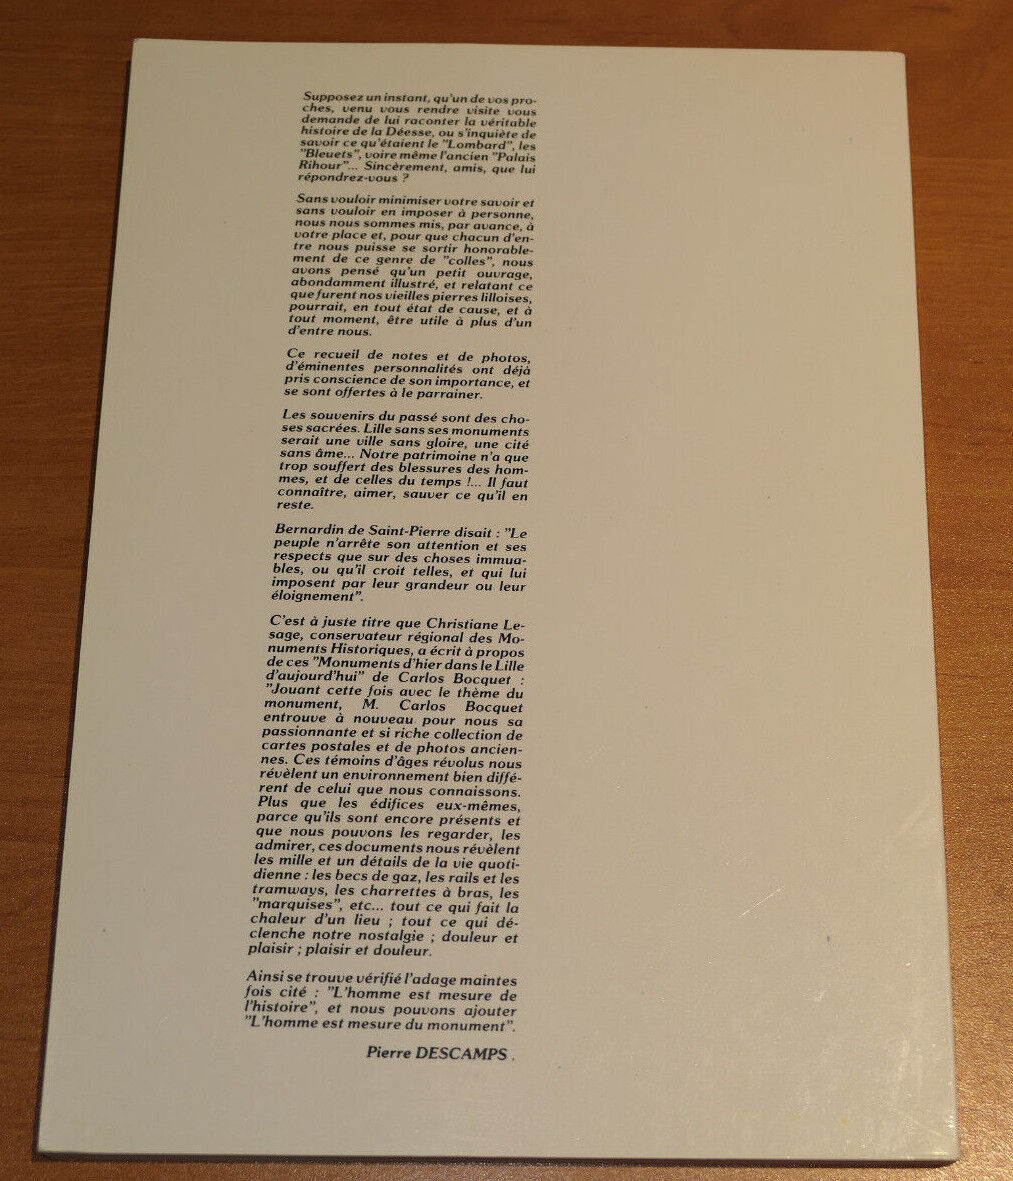 Supposez un instant, qu'un de vos pro-
ches, venu vous rendre visite vous
demande de lui raconter la véritable
histoire de la Déesse, ou s'inquiète de
savoir ce qu'étaient le "Lombard", les
"Bleuets", voire même l'ancien "Palais
Rihour"... Sincèrement, amis, que lui
répondrez-vous ?
Sans vouloir minimiser votre savoir et
sans vouloir en imposer à personne,
nous nous sommes mis, par avance, à
votre place et, pour que chacun d'en-
tre nous puisse se sortir honorable-
ment de ce genre de "colles", nous
avons pensé qu'un petit ouvrage,
abondamment illustré, et relatant ce
que furent nos vieilles pierres lilloises,
pourrait, en tout état de cause, et à
tout moment, être utile à plus d'un
d'entre nous.
Ce recueil de notes et de photos,
d'éminentes personnalités ont déjà
pris conscience de son importance, et
se sont offertes à le parrainer.
Les souvenirs du passé sont des cho-
ses sacrées. Lille sans ses monuments
serait une ville sans gloire, une cité
sans âme... Notre patrimoine n'a que
trop souffert des blessures des hom-
mes, et de celles du temps !... Il faut
connaître, aimer, sauver ce qu'il en
reste.
Bernardin de Saint-Pierre disait : "Le
peuple n'arrête son attention et ses
respects que sur des choses immua-
bles, ou qu'il croit telles, et qui lui
imposent par leur grandeur ou leur
éloignement".
C'est à juste titre que Christiane Le-
sage, conservateur régional des Mo-
numents Historiques, a écrit à propos
de ces "Monuments d'hier dans le Lille
d'aujourd'hui" de Carlos Bocquet :
"Jouant cette fois avec le thème du
monument, M. Carlos Bocquet
entrouve à nouveau pour nous sa
passionnante et si riche collection de
cartes postales et de photos ancien-
nes. Ces témoins d'âges révolus nous
révèlent un environnement bien diffé-
rent de celui que nous connaissons.
Plus que les édifices eux-mêmes,
parce qu'ils sont encore présents et
que nous pouvons les regarder, les
admirer, ces documents nous révèlent
les mille et un détails de la vie quoti-
dienne : les becs de gaz, les rails et les
tramways, les charrettes à bras, les
"marquises", etc... tout ce qui fait la
chaleur d'un lieu ; tout ce qui dé-
clenche notre nostalgie ; douleur et
plaisir ; plaisir et douleur.
Ainsi se trouve vérifié l'adage maintes
fois cité : "L'homme est mesure de
l'histoire", et nous pouvons ajouter
"L'homme est mesure du monument".
Pierre DESCAMPS .